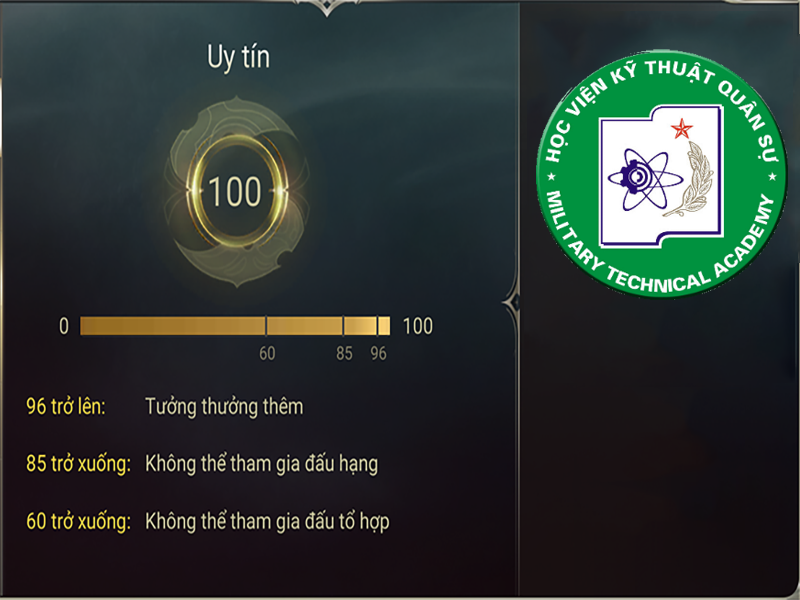 Uy tín
100
0
100
60
85
96
96 trở lên:
Tưởng thưởng thêm
85 trở xuống:
Không thể tham gia đấu hạng
60 trở xuống:
Không thể tham gia đấu tổ hợp
HỌC VIỆN KỸ THUẬT QUÂN SỰ
MILITARY TECHNICAL ACADEMY